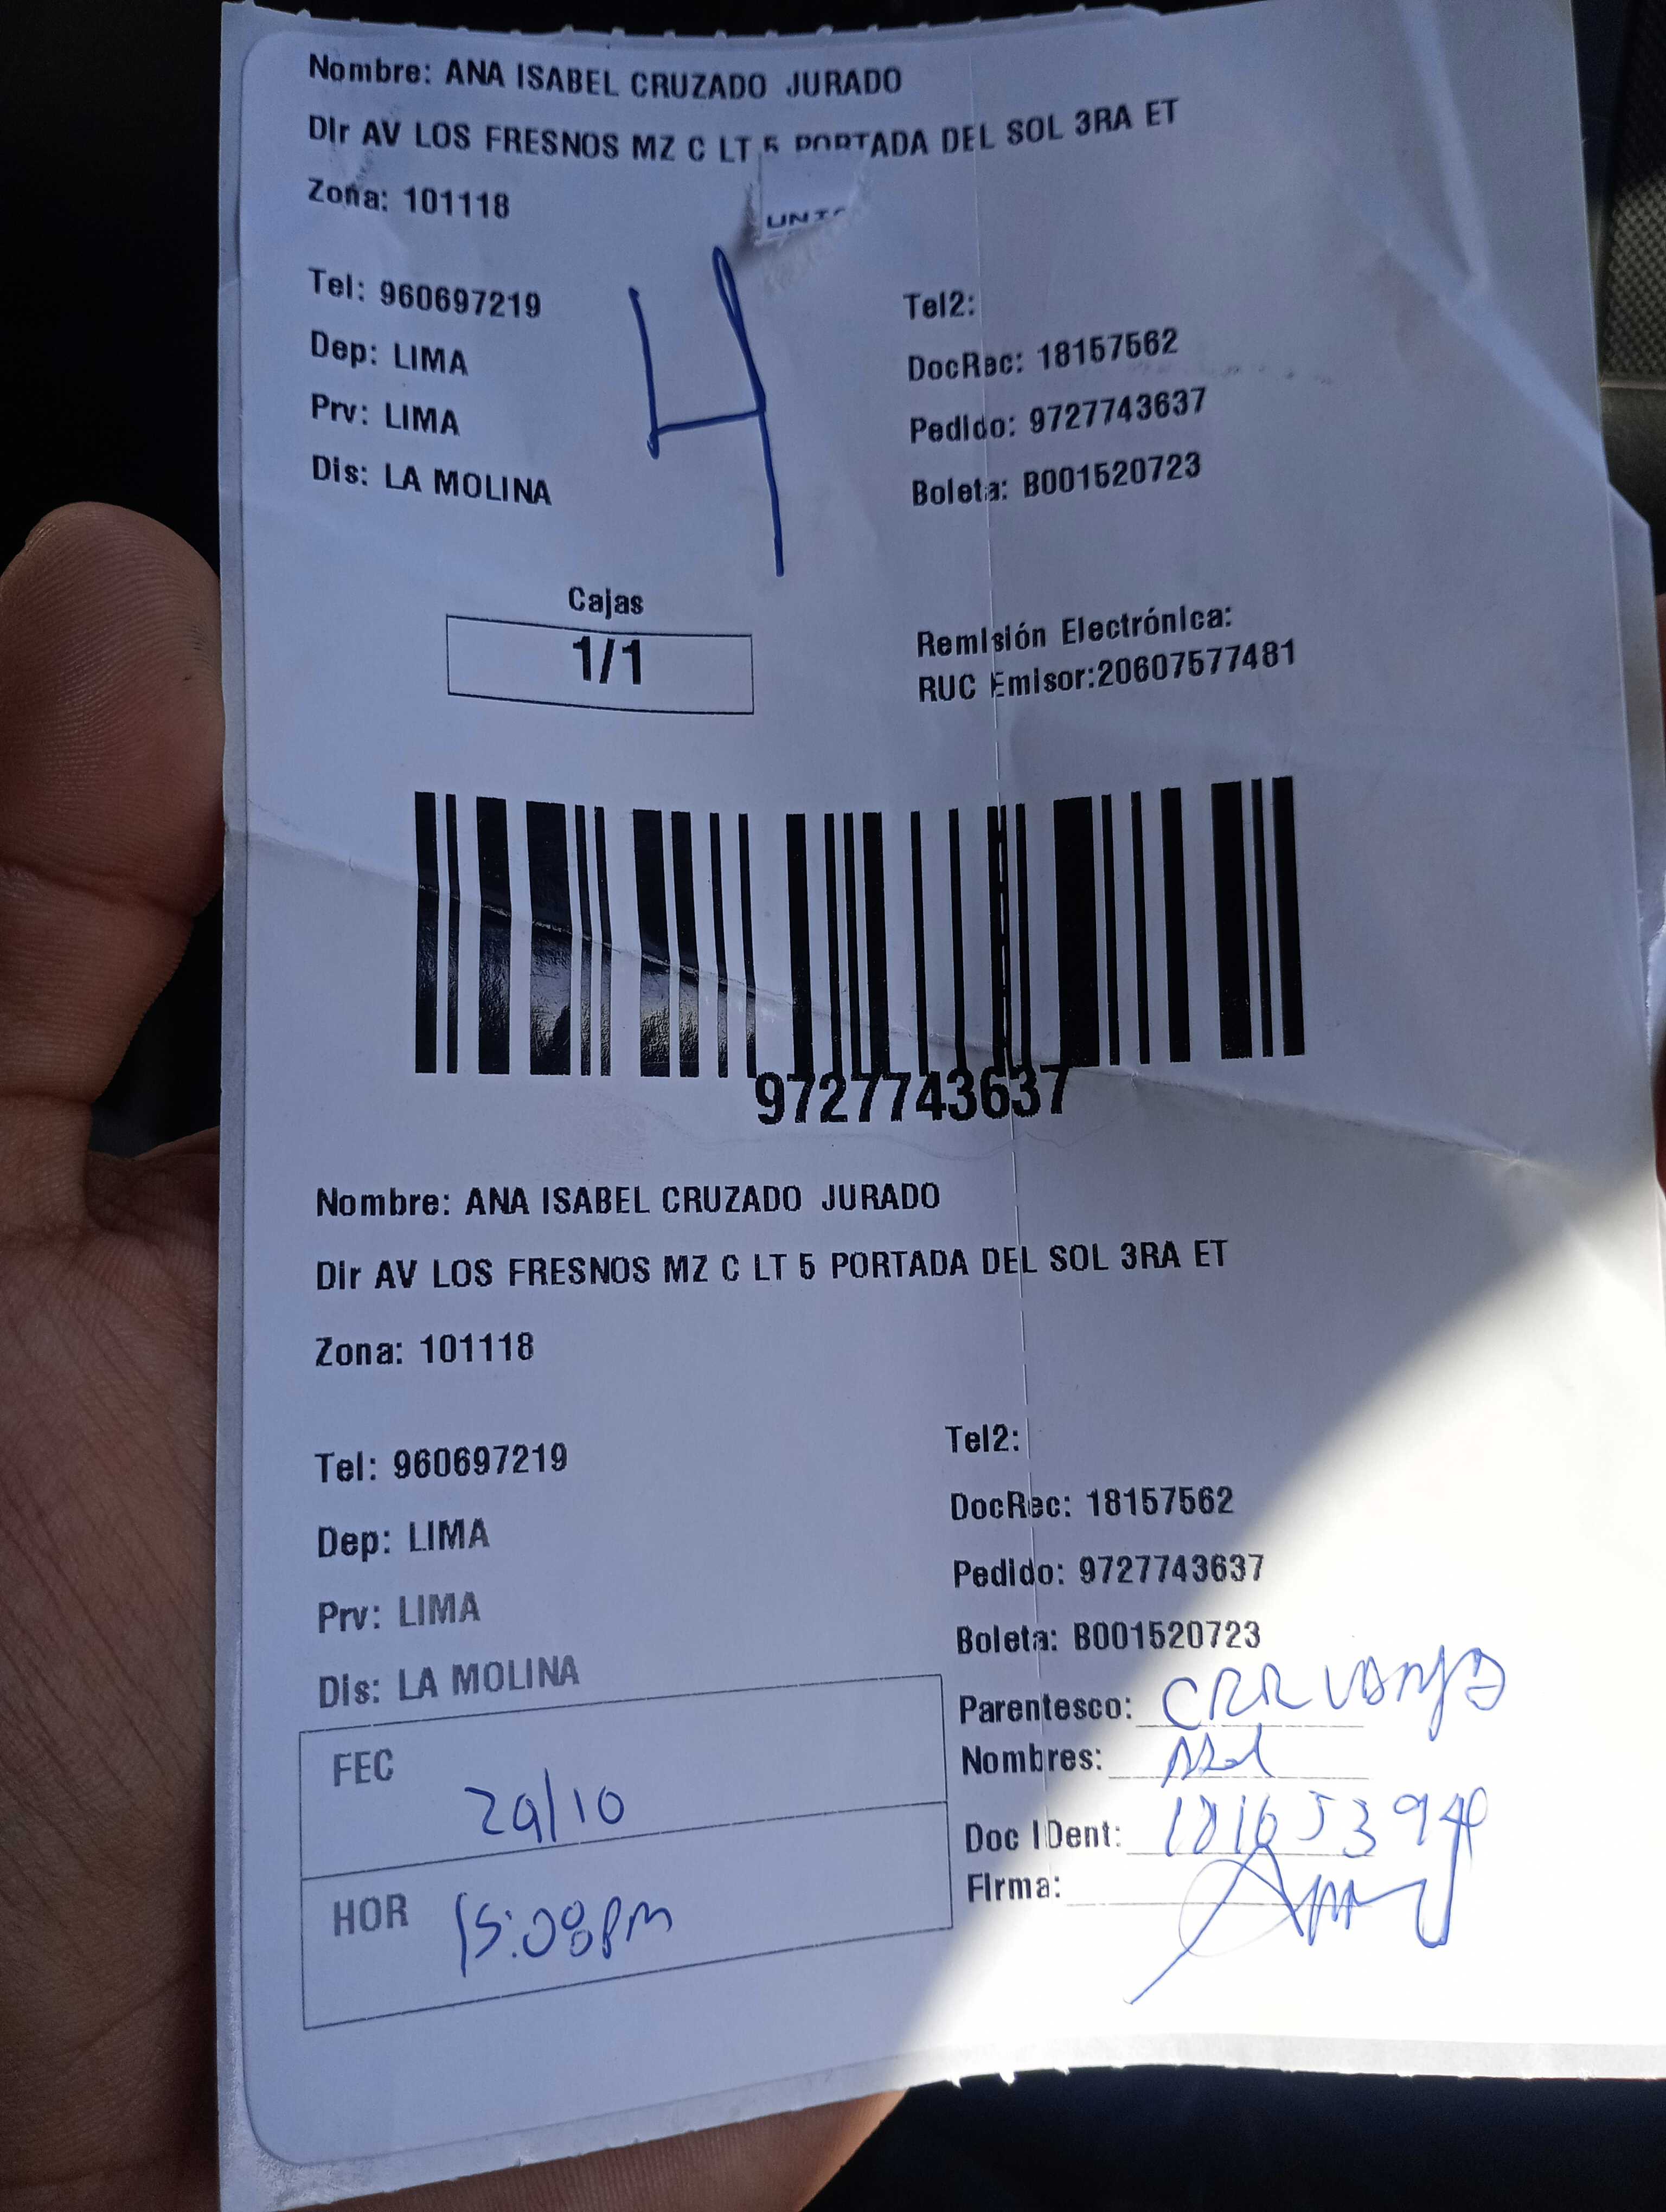 Nombre: ANA ISABEL CRUZADO JURADO
Dir AV LOS FRESNOS MZ C LT 5 PORTADA DEL SOL 3RA ET
Zona: 101118
4
Tel: 960697219
Tel2:
Dep: LIMA
DocRec: 18157562
Prv: LIMA
Pedido: 9727743637
Dis: LA MOLINA
Boleta: B001520723
Cajas
1/1
Remisión Electrónica:
RUC Emisor:20607577481
9727743637
Nombre: ANA ISABEL CRUZADO JURADO
Dir AV LOS FRESNOS MZ C LT 5 PORTADA DEL SOL 3RA ET
Zona: 101118
Tel: 960697219
Tel2:
Dep: LIMA
DocRec: 18157562
Prv: LIMA
Pedido: 9727743637
Dis: LA MOLINA
Boleta: B001520723
Parentesco:
Nombres:
Doc IDent:
Firma:
FEC 29/10
HOR 15:08pm